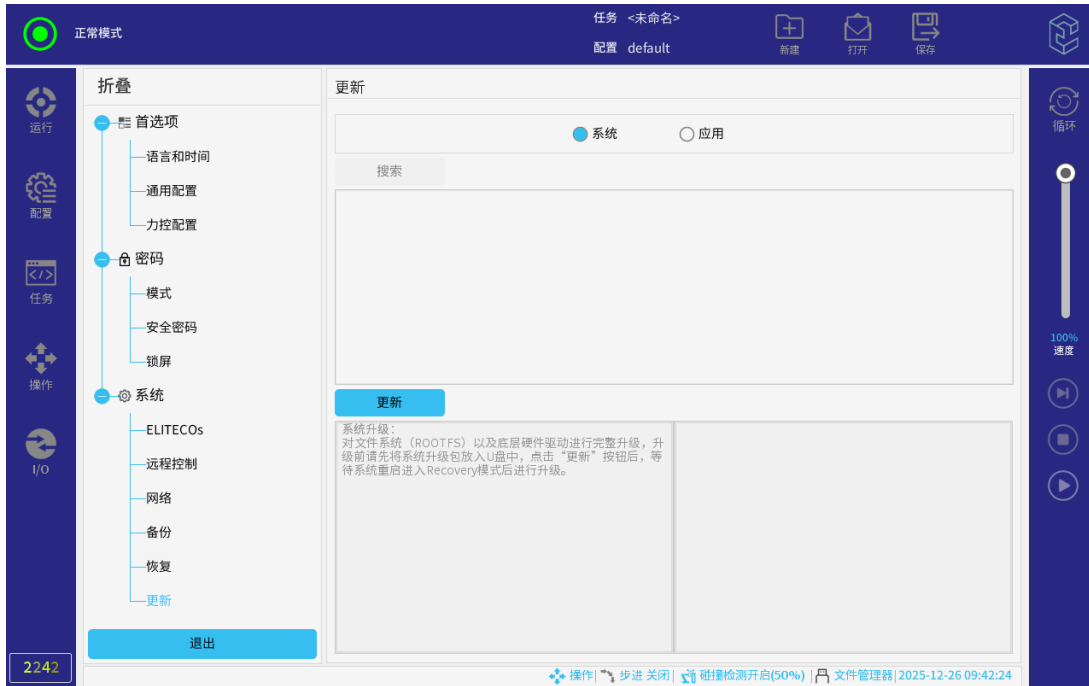 正常模式
任务 <未命名>
配置 default
新建
打开
保存
运行
配置
任务
操作
I/O
2242
折叠
首选项
语言和时间
通用配置
力控配置
密码
模式
安全密码
锁屏
系统
ELITECOs
远程控制
网络
备份
恢复
更新
退出
更新
系统
应用
搜索
更新
系统升级：
对文件系统（ROOTFS）以及底层硬件驱动进行完整升级，升
级前请先将系统升级包放入U盘中，点击“更新”按钮后，等
待系统重启进入Recovery模式后进行升级。
循环
100%
速度
操作| 步进 关闭| 碰撞检测开启(50%) | 文件管理器|2025-12-26 09:42:24